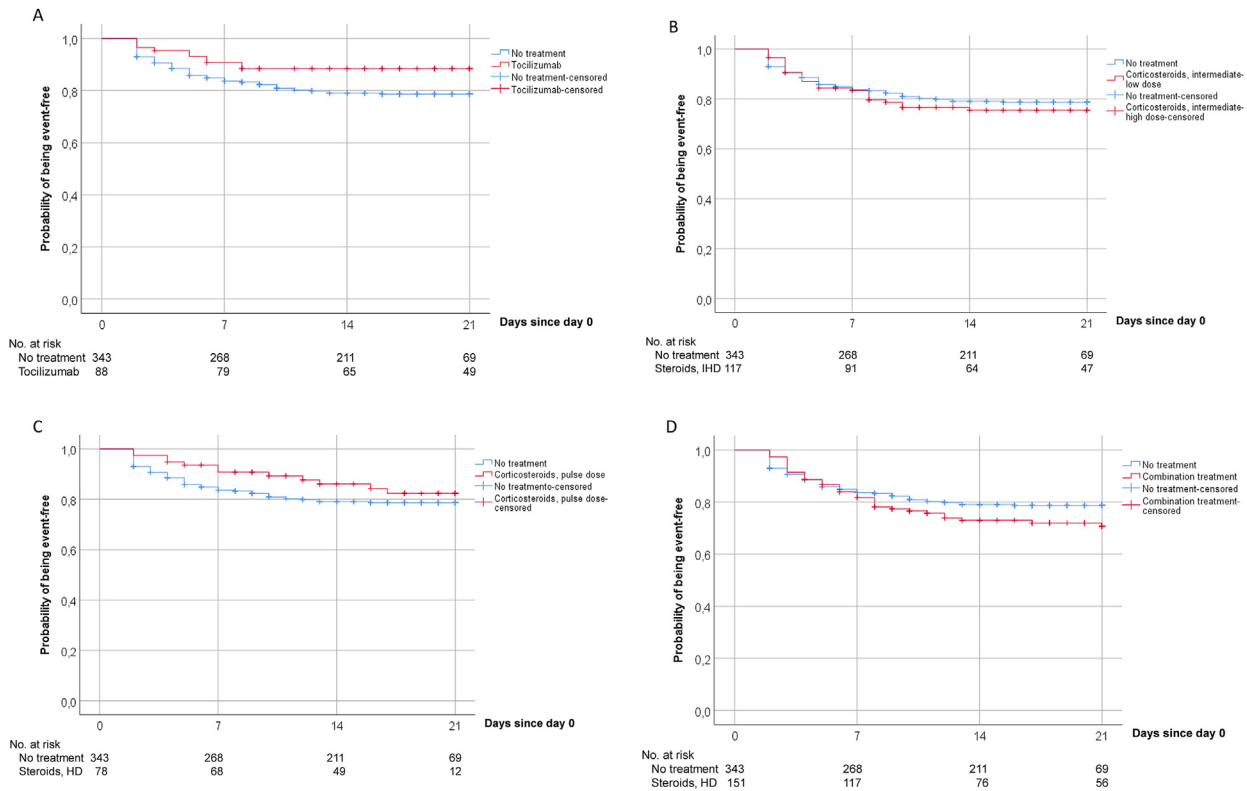 A
Probability of being event-free
1,0
0,8
0,6
0,4
0,2
0,0
0 7 14 21
Days since day 0
No treatment
Tocilizumab
No treatment-censored
Tocilizumab-censored
No. at risk
No treatment 343 268 211 69
Tocilizumab 88 79 65 49
B
Probability of being event-free
1,0
0,8
0,6
0,4
0,2
0,0
0 7 14 21
Days since day 0
No treatment
Corticosteroids, intermediate-
low dose
No treatment-censored
Corticosteroids, intermediate-
high dose-censored
No. at risk
No treatment 343 268 211 69
Steroids, IHD 117 91 64 47
C
Probability of being event-free
1,0
0,8
0,6
0,4
0,2
0,0
0 7 14 21
Days since day 0
No treatment
Corticosteroids, pulse dose
No treatmento-censored
Corticosteroids, pulse dose-
censored
No. at risk
No treatment 343 268 211 69
Steroids, HD 78 68 49 12
D
Probability of being event-free
1,0
0,8
0,6
0,4
0,2
0,0
0 7 14 21
Days since day 0
No treatment
Combination treatment
No treatment-censored
Combination treatment-
censored
No. at risk
No treatment 343 268 211 69
Steroids, HD 151 117 76 56